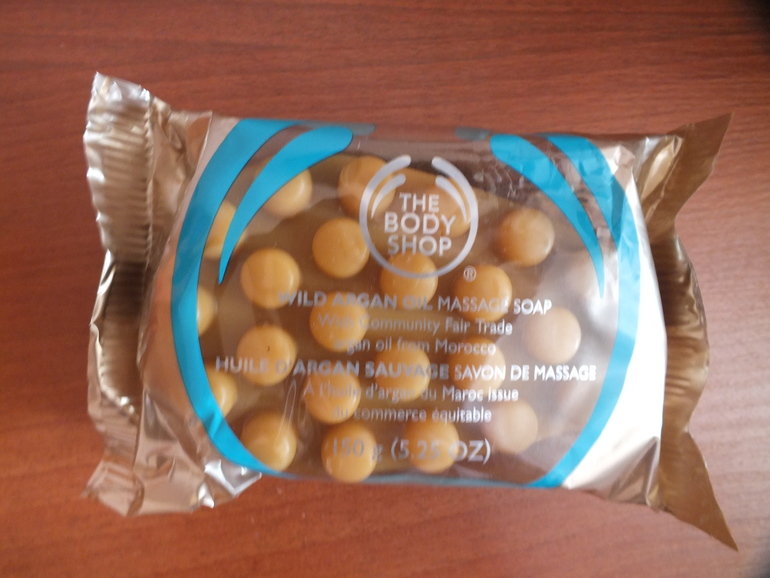 THE
BODY
SHOP
®
WILD ARGAN OIL MASSAGE SOAP
With Community Fair Trade
argan oil from Morocco
HUILE D'ARGAN SAUVAGE SAVON DE MASSAGE
À l'huile d'argan du Maroc issue
du commerce équitable
150 g (5.25 OZ)